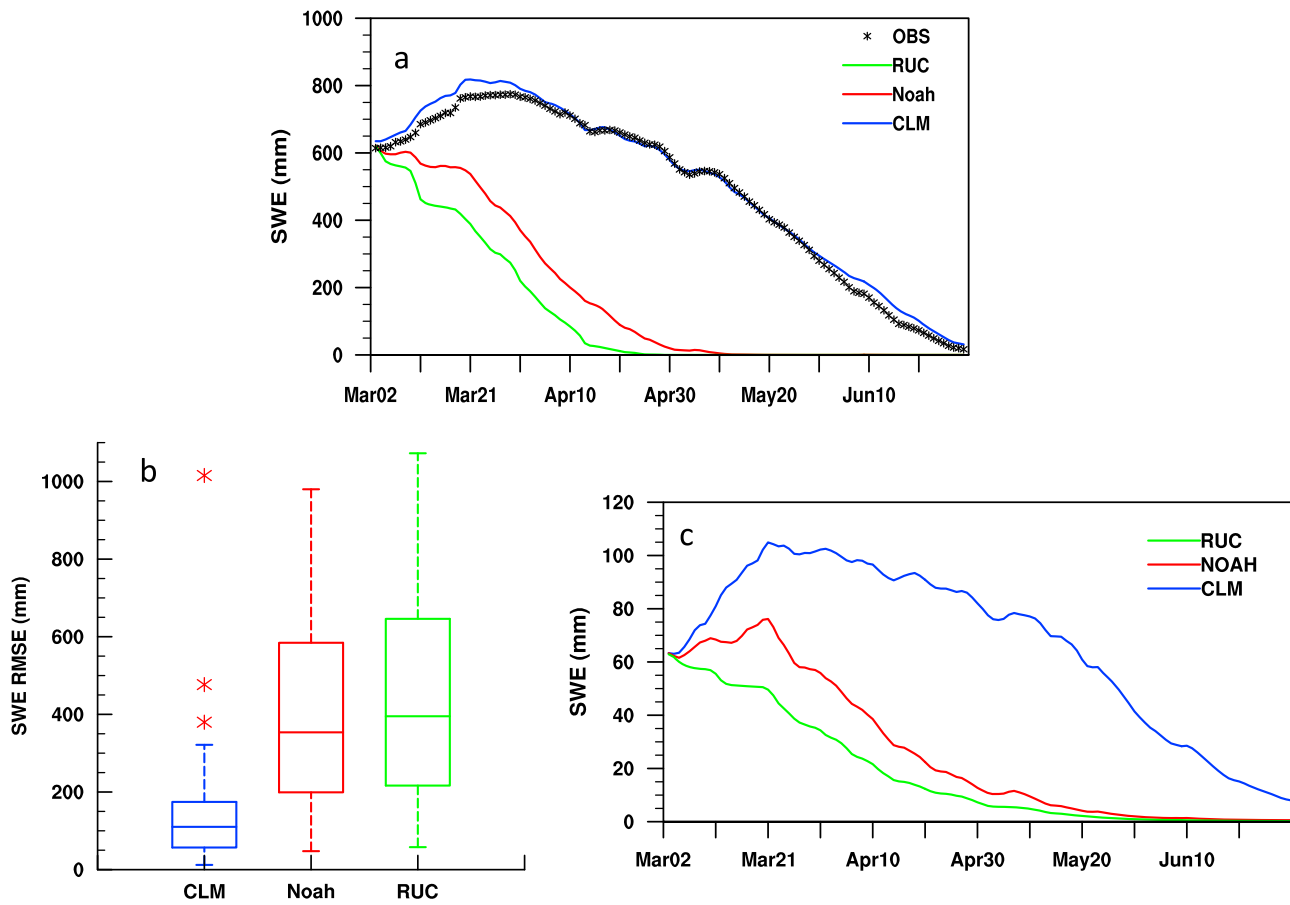 a
1000
800
600
400
200
0
SWE (mm)
OBS
RUC
Noah
CLM
Mar02 Mar21 Apr10 Apr30 May20 Jun10
b
1000
800
600
400
200
0
SWE RMSE (mm)
CLM Noah RUC
c
120
100
80
60
40
20
0
SWE (mm)
RUC
NOAH
CLM
Mar02 Mar21 Apr10 Apr30 May20 Jun10